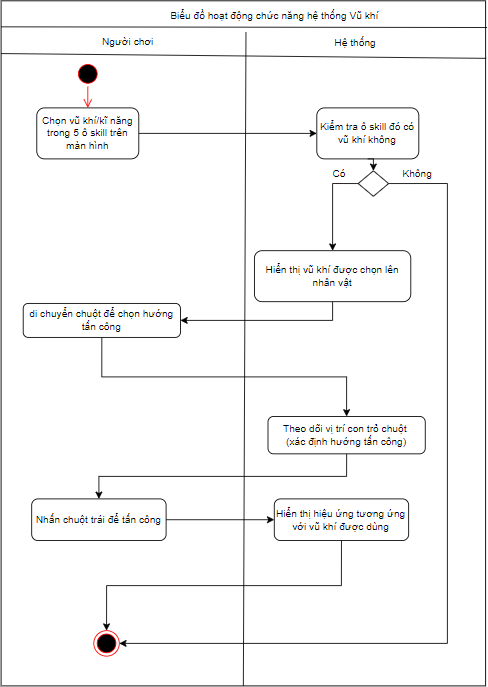 Biểu đồ hoạt động chức năng hệ thống Vũ khí
Người chơi
Hệ thống
Chọn vũ khí/kĩ năng
trong 5 ô skill trên
màn hình
Kiểm tra ô skill đó có
vũ khí không
Có
Không
Hiển thị vũ khí được chọn lên
nhân vật
di chuyển chuột để chọn hướng
tấn công
Theo dõi vị trí con trỏ chuột
(xác định hướng tấn công)
Nhấn chuột trái để tấn công
Hiển thị hiệu ứng tương ứng
với vũ khí được dùng